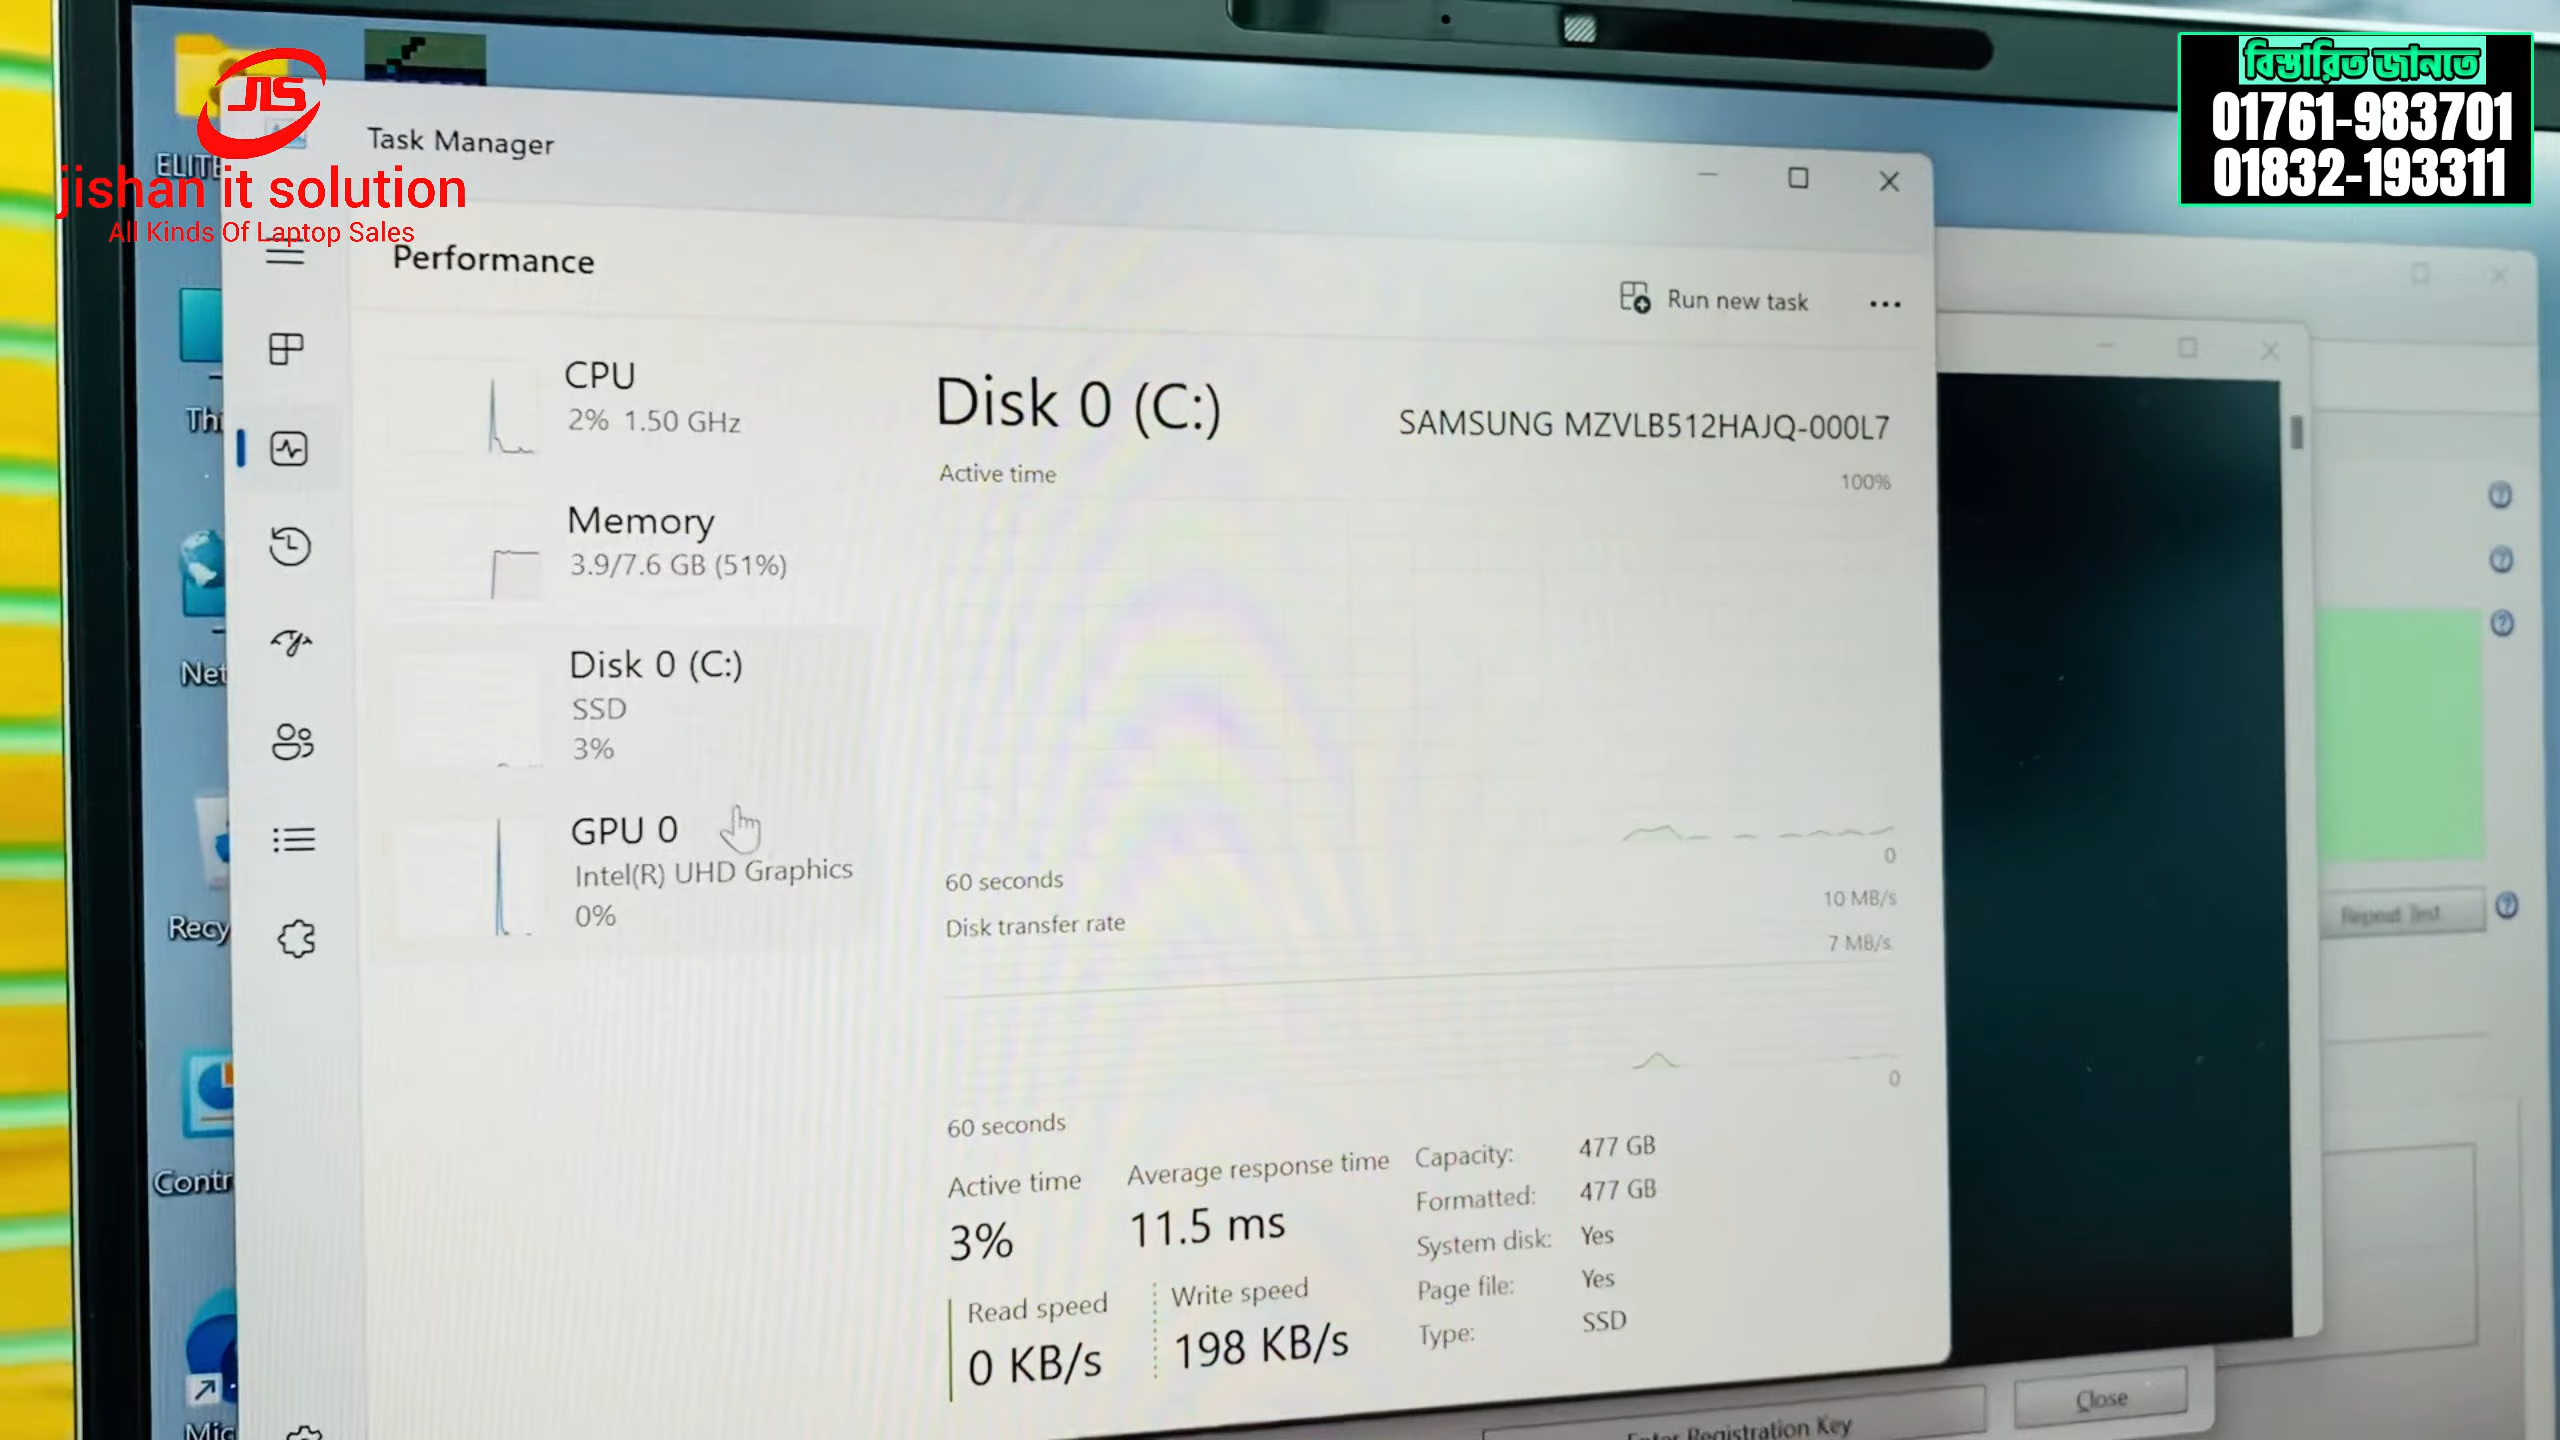 JIS
jishan it solution
All Kinds Of Laptop Sales
বিস্তারিত জানতে
01761-983701
01832-193311
Task Manager
Performance
Run new task
CPU
2% 1.50 GHz
Memory
3.9/7.6 GB (51%)
Disk 0 (C:)
SSD
3%
GPU 0
Intel(R) UHD Graphics
0%
Disk 0 (C:)
SAMSUNG MZVLB512HAJQ-000L7
Active time
100%
60 seconds
0
Disk transfer rate
10 MB/s
7 MB/s
60 seconds
0
Active time
3%
Average response time
11.5 ms
Read speed
0 KB/s
Write speed
198 KB/s
Capacity: 477 GB
Formatted: 477 GB
System disk: Yes
Page file: Yes
Type: SSD
Repeat Test
Registration Key
Close